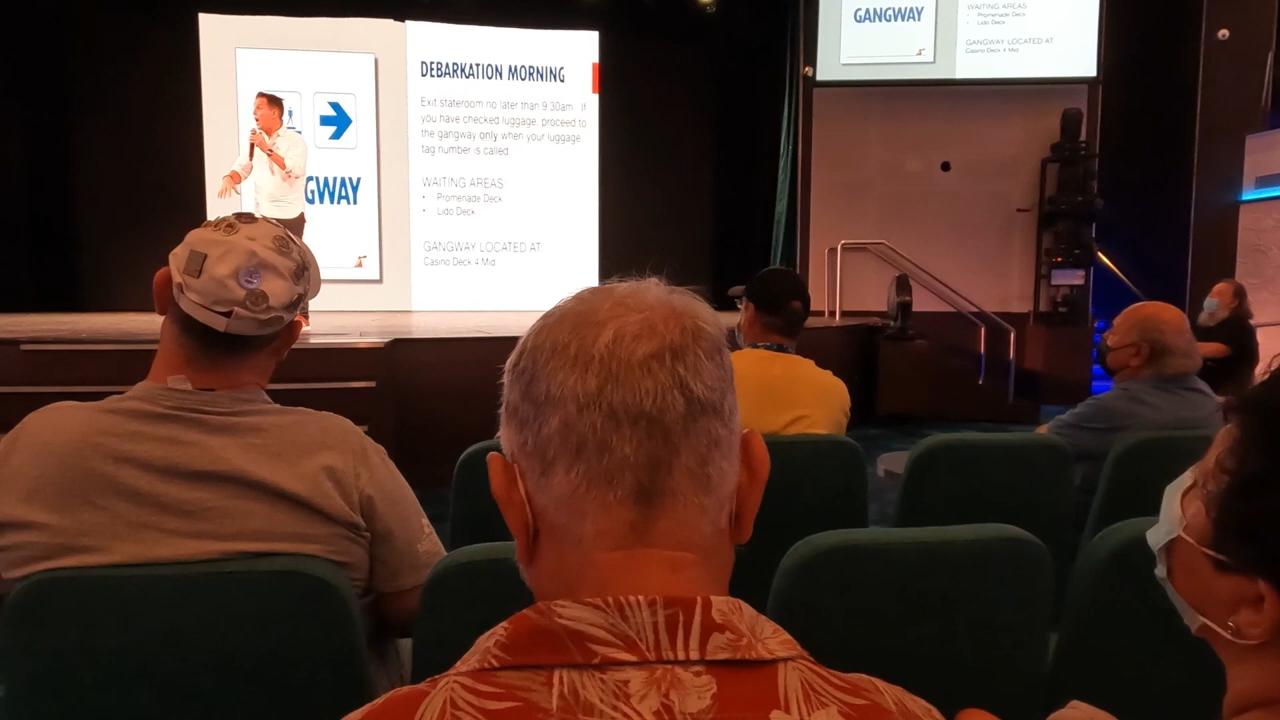 DEBARKATION MORNING
Exit stateroom no later than 9:30am. If
you have checked luggage, proceed to
the gangway only when your luggage
tag number is called.
WAITING AREAS:
• Promenade Deck
• Lido Deck
GANGWAY LOCATED AT:
Casino Deck 4 Mid
GWAY
GANGWAY
WAITING AREAS
• Promenade Deck
• Lido Deck
GANGWAY LOCATED AT:
Casino Deck 4 Mid